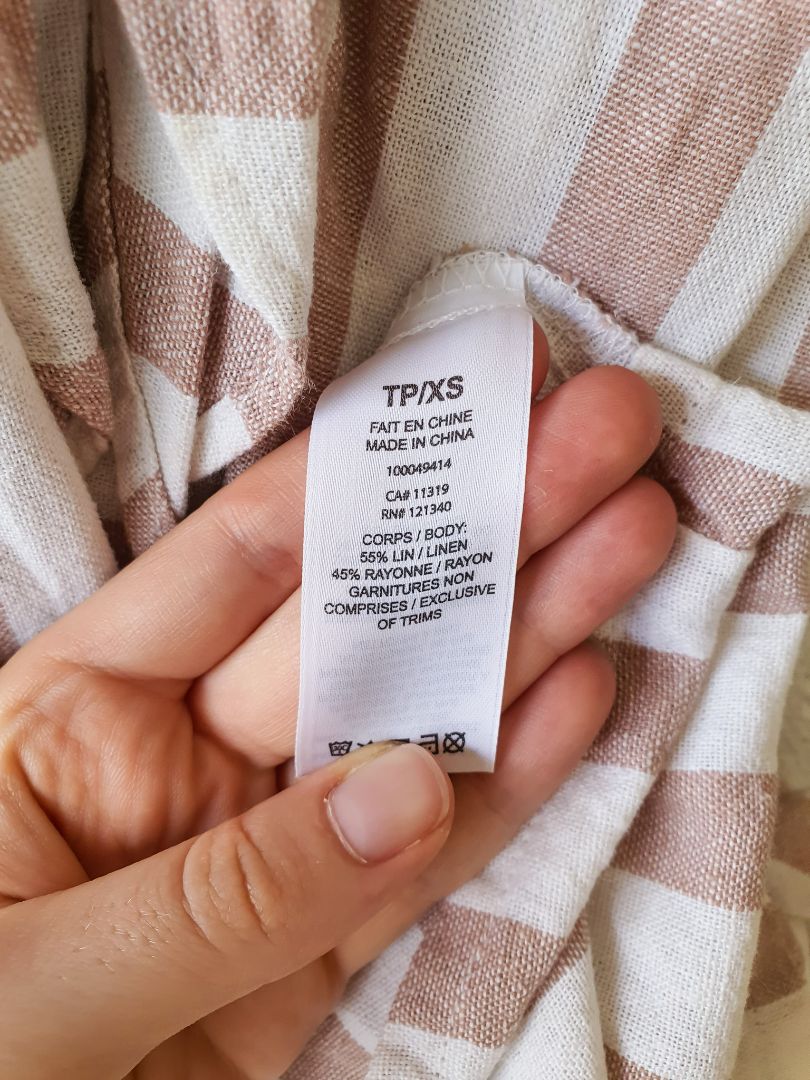 TP/XS
FAIT EN CHINE
MADE IN CHINA
100049414
CA# 11319
RN# 121340
CORPS / BODY:
55% LIN / LINEN
45% RAYONNE / RAYON
GARNITURES NON
COMPRISES / EXCLUSIVE
OF TRIMS